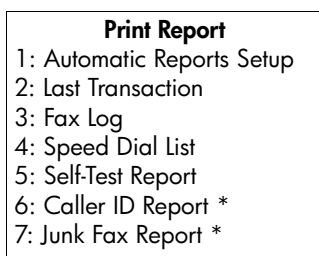 Print Report
1: Automatic Reports Setup
2: Last Transaction
3: Fax Log
4: Speed Dial List
5: Self-Test Report
6: Caller ID Report *
7: Junk Fax Report *